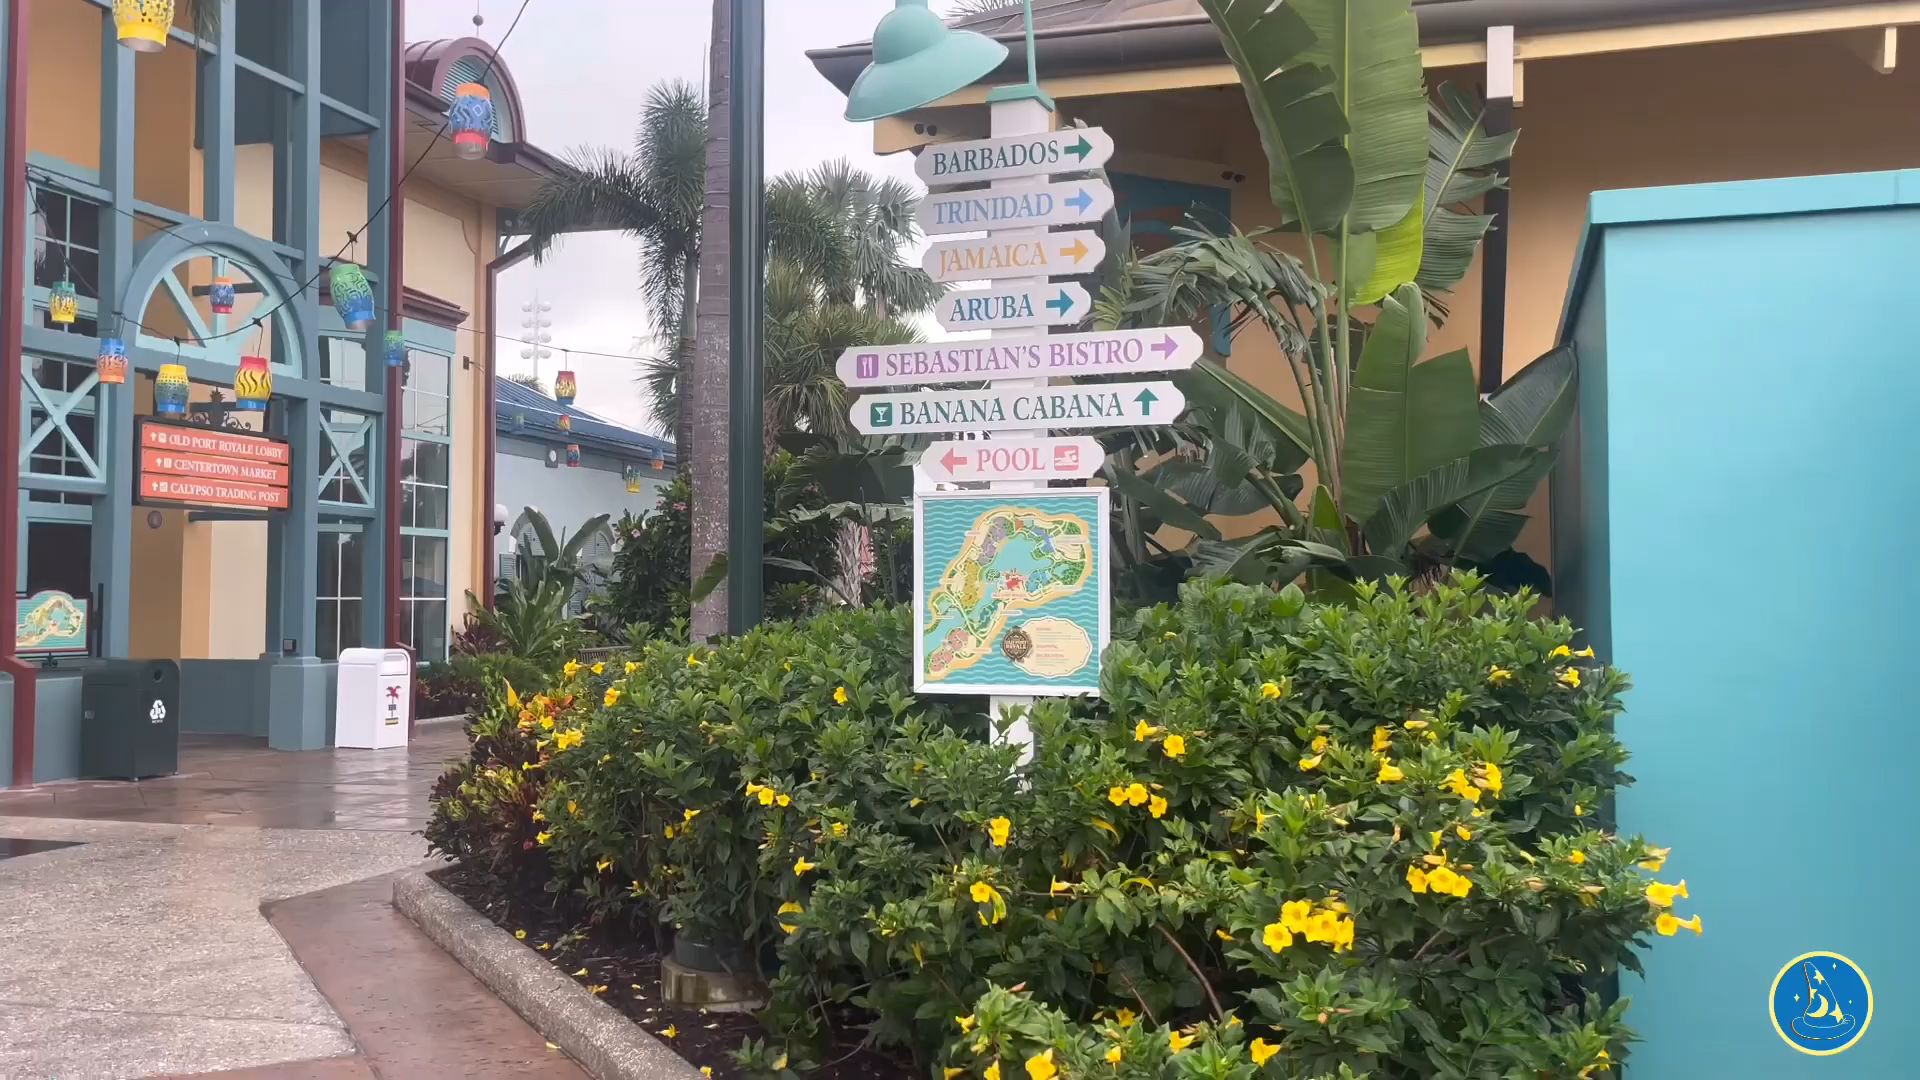 BARBADOS
TRINIDAD
JAMAICA
ARUBA
SEBASTIAN'S BISTRO
BANANA CABANA
POOL
OLD PORT ROYALE LOBBY
CENTERTOWN MARKET
CALYPSO TRADING POST